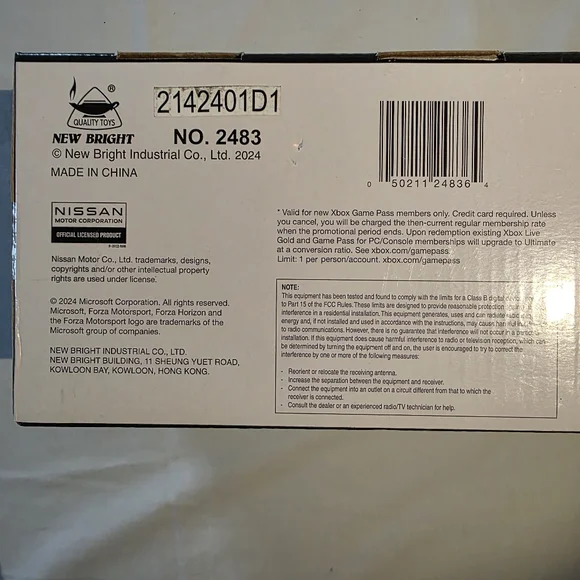 ®
QUALITY TOYS
NEW BRIGHT
2142401D1
NO. 2483
© New Bright Industrial Co., Ltd. 2024
MADE IN CHINA
0 50211 24836 4
NISSAN
MOTOR CORPORATION
OFFICIAL LICENSED PRODUCT
Nissan Motor Co., Ltd. trademarks, designs,
copyrights and/or other intellectual property
rights are used under license.
© 2024 Microsoft Corporation. All rights reserved.
Microsoft, Forza Motorsport, Forza Horizon and
the Forza Motorsport logo are trademarks of the
Microsoft group of companies.
NEW BRIGHT INDUSTRIAL CO., LTD.
NEW BRIGHT BUILDING, 11 SHEUNG YUET ROAD,
KOWLOON BAY, KOWLOON, HONG KONG.
* Valid for new Xbox Game Pass members only. Credit card required. Unless
you cancel, you will be charged the then-current regular membership rate
when the promotional period ends. Upon redemption existing Xbox Live
Gold and Game Pass for PC/Console memberships will upgrade to Ultimate
at a conversion ratio. See xbox.com/gamepass
Limit: 1 per person/account. xbox.com/gamepass
NOTE:
This equipment has been tested and found to comply with the limits for a Class B digital device
to Part 15 of the FCC Rules. These limits are designed to provide reasonable protection
interference in a residential installation. This equipment generates, uses and can radiate radio
energy and, if not installed and used in accordance with the instructions, may cause
to radio communications. However, there is no guarantee that interference will not occur in a
installation. If this equipment does cause harmful interference to radio or television reception, which can
be determined by turning the equipment off and on, the user is encouraged to try to correct the
interference by one or more of the following measures:
- Reorient or relocate the receiving antenna.
- Increase the separation between the equipment and receiver.
- Connect the equipment into an outlet on a circuit different from that to which the
receiver is connected.
- Consult the dealer or an experienced radio/TV technician for help.